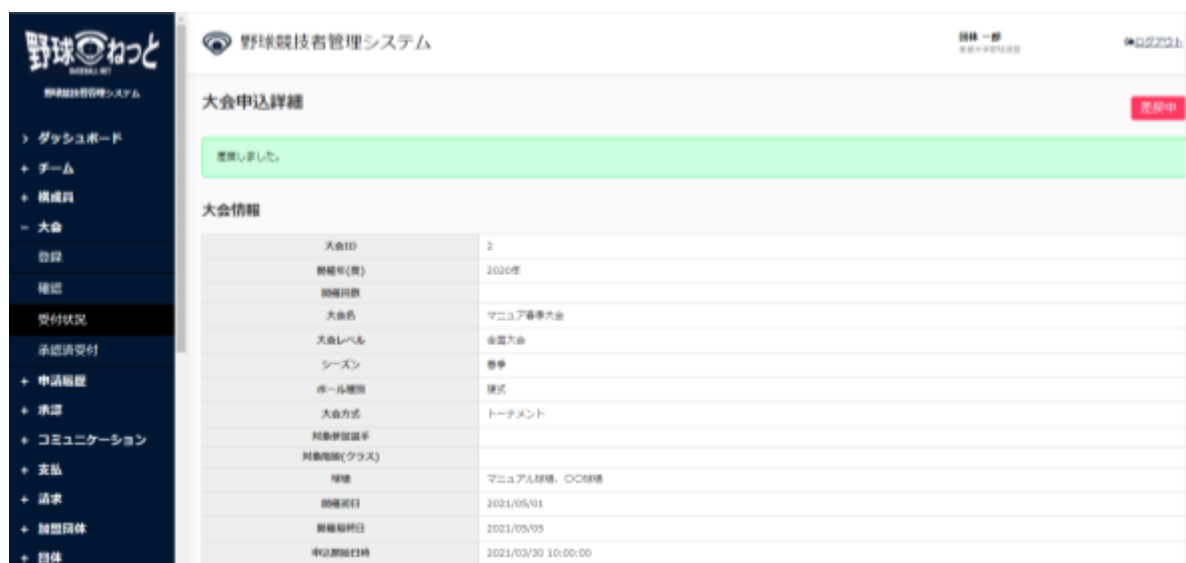 野球ねっと
BASEBALL NET
野球競技者管理システム
野球競技者管理システム
団体 一郎
ログアウト
大会申込詳細
差戻中
差戻しました。
> ダッシュボード
+ チーム
+ 構成員
- 大会
登録
確認
受付状況
承認済受付
+ 申請履歴
+ 承認
+ コミュニケーション
+ 支払
+ 請求
+ 加盟団体
+ 団体
大会情報
大会ID 2
開催年(度) 2020年
開催回数
大会名 マニュア春季大会
大会レベル 全国大会
シーズン 春季
ボール種別 硬式
大会方式 トーナメント
対象参加選手
対象階級(クラス)
球場 マニュアル球場、〇〇球場
開催初日 2021/05/01
開催最終日 2021/05/05
申込開始日時 2021/03/30 10:00:00